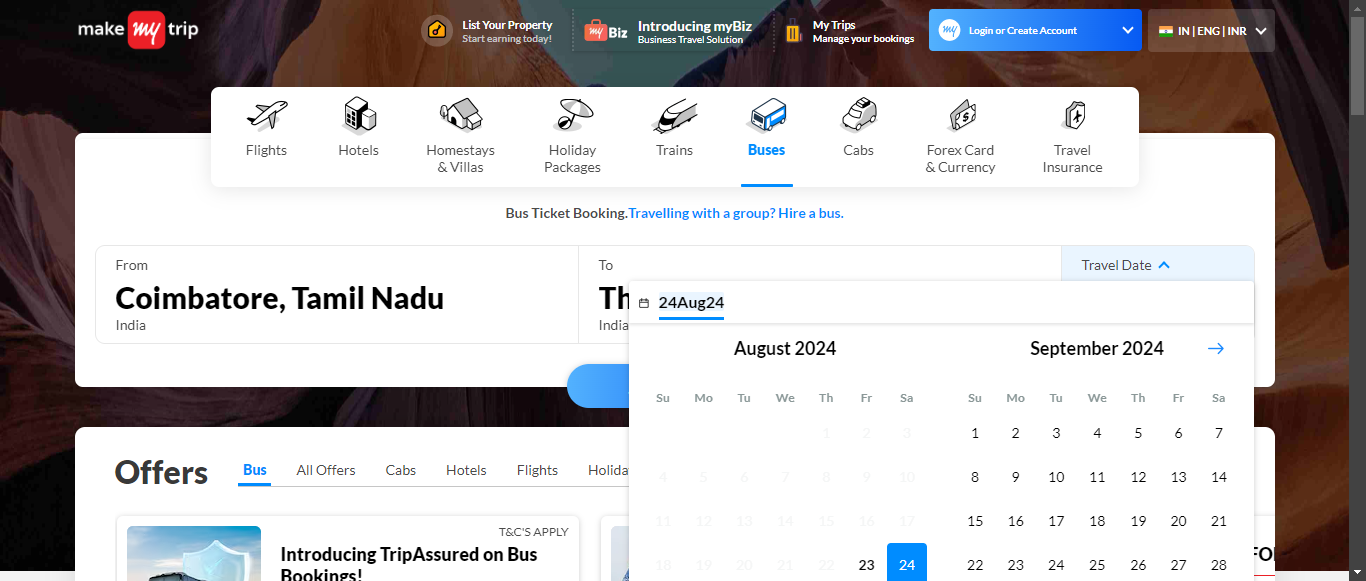 make my trip
List Your Property
Start earning today!
my Biz
Introducing myBiz
Business Travel Solution
My Trips
Manage your bookings
my
Login or Create Account
IN | ENG | INR
Flights
Hotels
Homestays
& Villas
Holiday
Packages
Trains
Buses
Cabs
Forex Card
& Currency
Travel
Insurance
Bus Ticket Booking.Travelling with a group? Hire a bus.
From
Coimbatore, Tamil Nadu
India
To
Th
India
Travel Date
24Aug24
August 2024
Su Mo Tu We Th Fr Sa
1 2 3
4 5 6 7 8 9 10
11 12 13 14 15 16 17
18 19 20 21 22 23 24
September 2024
Su Mo Tu We Th Fr Sa
1 2 3 4 5 6 7
8 9 10 11 12 13 14
15 16 17 18 19 20 21
22 23 24 25 26 27 28
Offers
Bus All Offers Cabs Hotels Flights Holida
T&C'S APPLY
Introducing TripAssured on Bus
Bookings!
FO